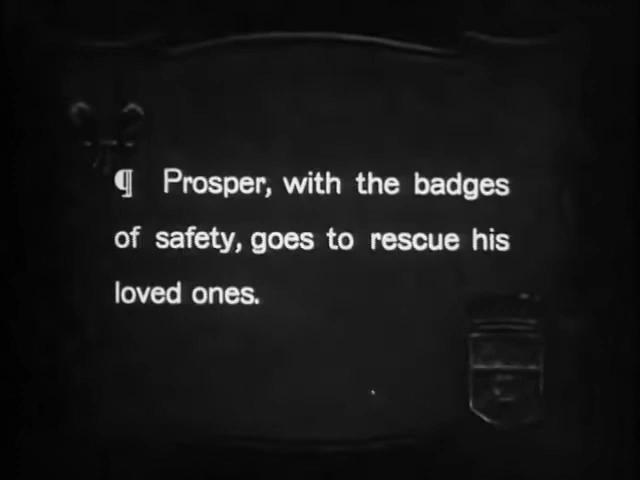 ¶ Prosper, with the badges
of safety, goes to rescue his
loved ones.